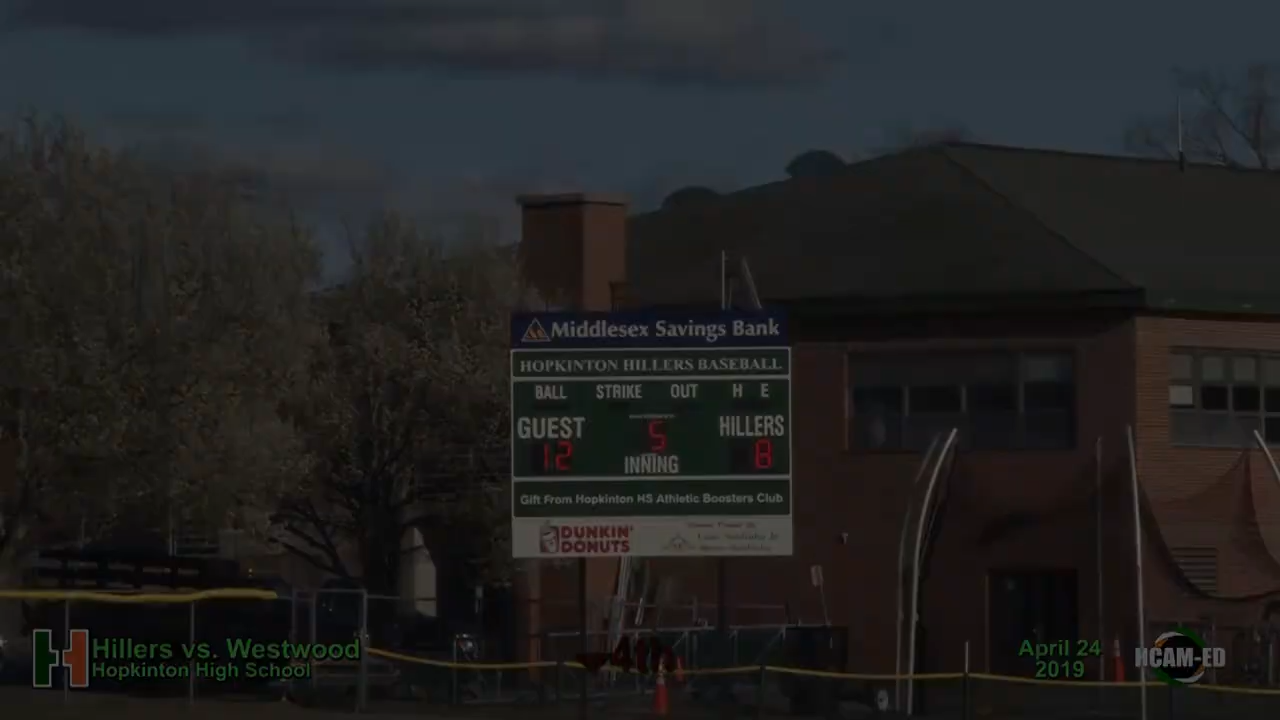 Middlesex Savings Bank
HOPKINTON HILLERS BASEBALL
BALL STRIKE OUT H E
GUEST 5 HILLERS
12 INNING 8
Gift From Hopkinton HS Athletic Boosters Club
DUNKIN'
DONUTS
4th
H Hillers vs. Westwood
Hopkinton High School
April 24
2019
HCAM-ED